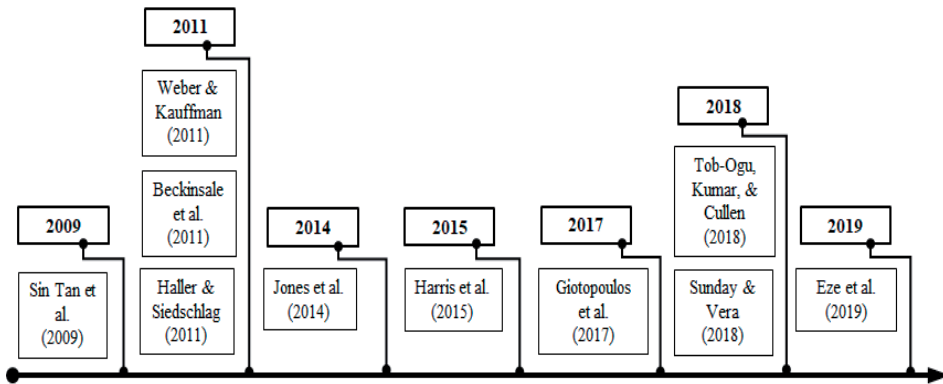 2009
Sin Tan et
al.
(2009)
2011
Weber &
Kauffman
(2011)
Beckinsale
et al.
(2011)
Haller &
Siedschlag
(2011)
2014
Jones et al.
(2014)
2015
Harris et al.
(2015)
2017
Giotopoulos
et al.
(2017)
2018
Tob-Ogu,
Kumar, &
Cullen
(2018)
Sunday &
Vera
(2018)
2019
Eze et al.
(2019)